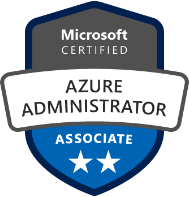 Microsoft
CERTIFIED
AZURE
ADMINISTRATOR
ASSOCIATE